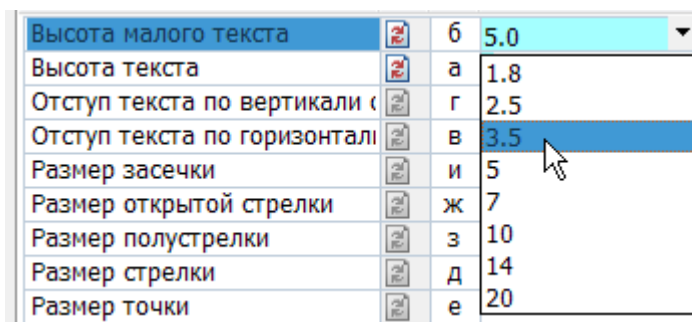 Высота малого текста б 5.0
Высота текста а 1.8
Отступ текста по вертикали г 2.5
Отступ текста по горизонтал в 3.5
Размер засечки и 5
Размер открытой стрелки ж 7
Размер полустрелки з 10
Размер стрелки д 14
Размер точки е 20